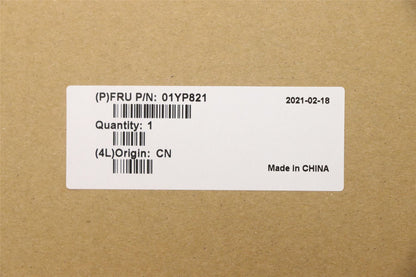 (P)FRU P/N: 01YP821
2021-02-18
Quantity: 1
(4L)Origin: CN
Made in CHINA